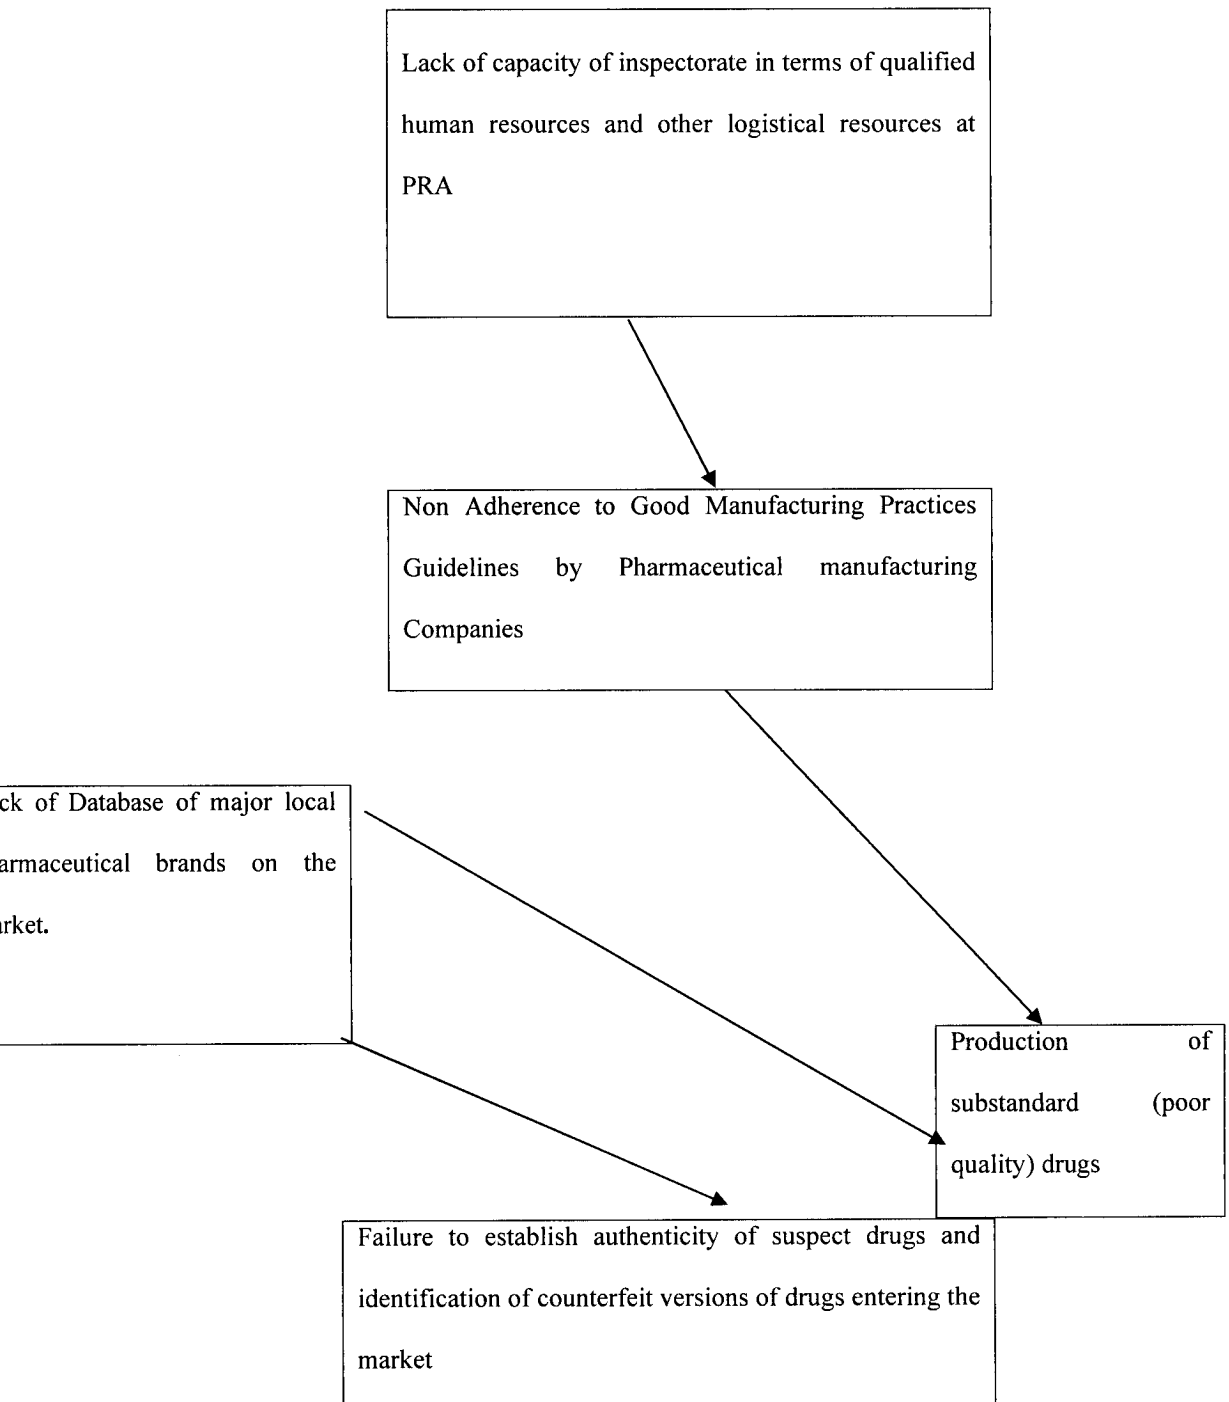 Lack of capacity of inspectorate in terms of qualified
human resources and other logistical resources at
PRA
Non Adherence to Good Manufacturing Practices
Guidelines by Pharmaceutical manufacturing
Companies
ck of Database of major local
armaceutical brands on the
arket.
Production of
substandard (poor
quality) drugs
Failure to establish authenticity of suspect drugs and
identification of counterfeit versions of drugs entering the
market